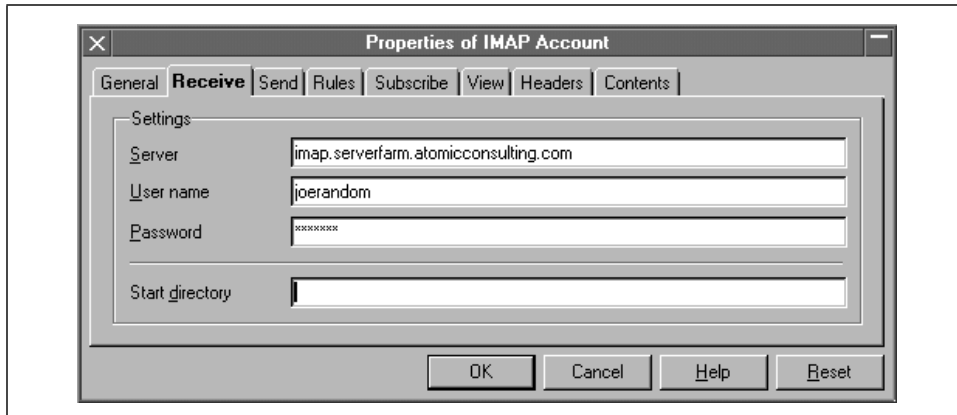 Properties of IMAP Account
General Receive Send Rules Subscribe View Headers Contents
Settings
Server imap.serverfarm.atomicconsulting.com
User name joerandom
Password *******
Start directory
OK Cancel Help Reset